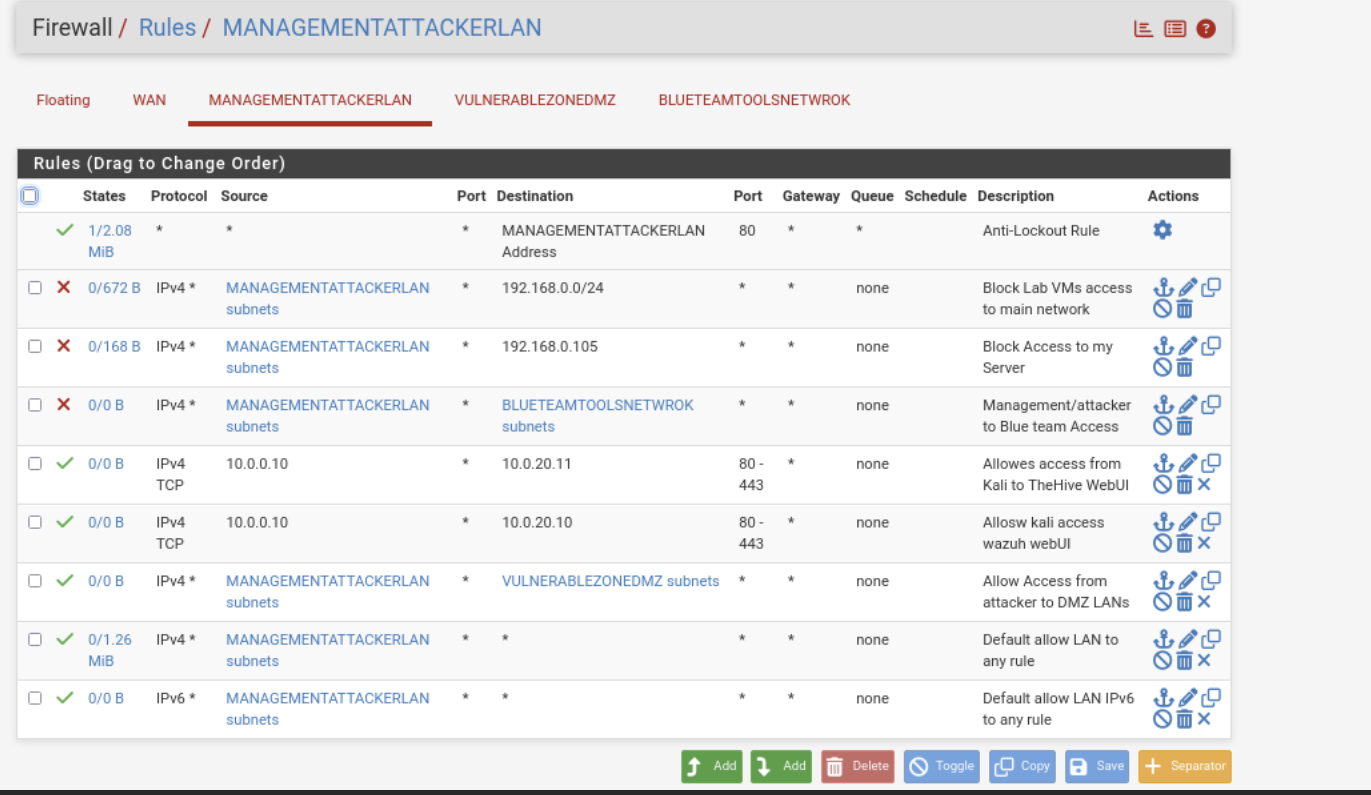 Firewall / Rules / MANAGEMENTATTACKERLAN
Floating WAN MANAGEMENTATTACKERLAN VULNERABLEZONEDMZ BLUETEAMTOOLSNETWROK
Rules (Drag to Change Order)
States Protocol Source Port Destination Port Gateway Queue Schedule Description Actions
1/2.08 * * * MANAGEMENTATTACKERLAN 80 * * Anti-Lockout Rule
MiB Address
0/672 B IPv4 * MANAGEMENTATTACKERLAN * 192.168.0.0/24 * * none Block Lab VMs access
subnets to main network
0/168 B IPv4 * MANAGEMENTATTACKERLAN * 192.168.0.105 * * none Block Access to my
subnets Server
0/0 B IPv4 * MANAGEMENTATTACKERLAN * BLUETEAMTOOLSNETWROK * * none Management/attacker
subnets subnets to Blue team Access
0/0 B IPv4 10.0.0.10 * 10.0.20.11 80 - * none Allowes access from
TCP 443 Kali to TheHive WebUI
0/0 B IPv4 10.0.0.10 * 10.0.20.10 80 - * none Allosw kali access
TCP 443 wazuh webUI
0/0 B IPv4 * MANAGEMENTATTACKERLAN * VULNERABLEZONEDMZ subnets * * none Allow Access from
subnets attacker to DMZ LANs
0/1.26 IPv4 * MANAGEMENTATTACKERLAN * * * * none Default allow LAN to
MiB subnets any rule
0/0 B IPv6 * MANAGEMENTATTACKERLAN * * * * none Default allow LAN IPv6
subnets to any rule
Add Add Delete Toggle Copy Save Separator